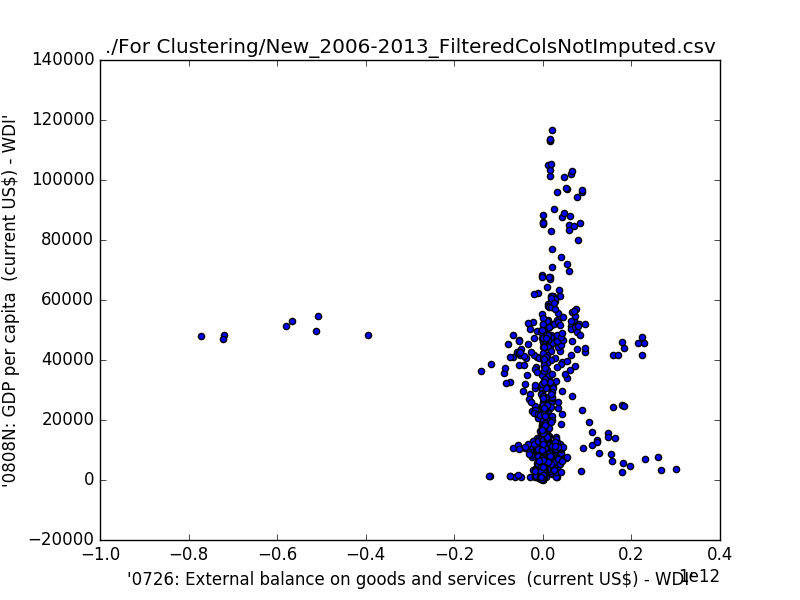 ./For Clustering/New_2006-2013_FilteredColsNotImputed.csv
140000
120000
100000
80000
60000
40000
20000
0
−20000
'0808N: GDP per capita  (current US$) - WDI'
−1.0 −0.8 −0.6 −0.4 −0.2 0.0 0.2 0.4
1e12
'0726: External balance on goods and services  (current US$) - WDI'